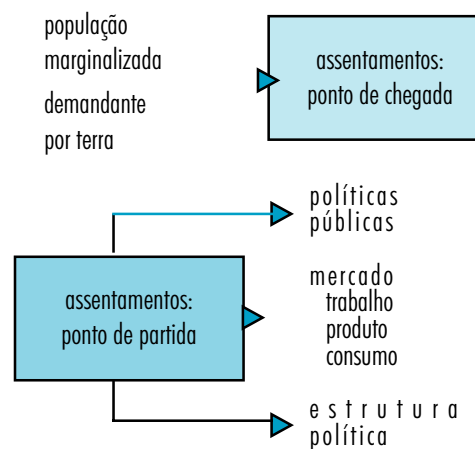 população
marginalizada
demandante
por terra
assentamentos:
ponto de chegada
políticas
públicas
assentamentos:
ponto de partida
mercado
trabalho
produto
consumo
estrutura
política